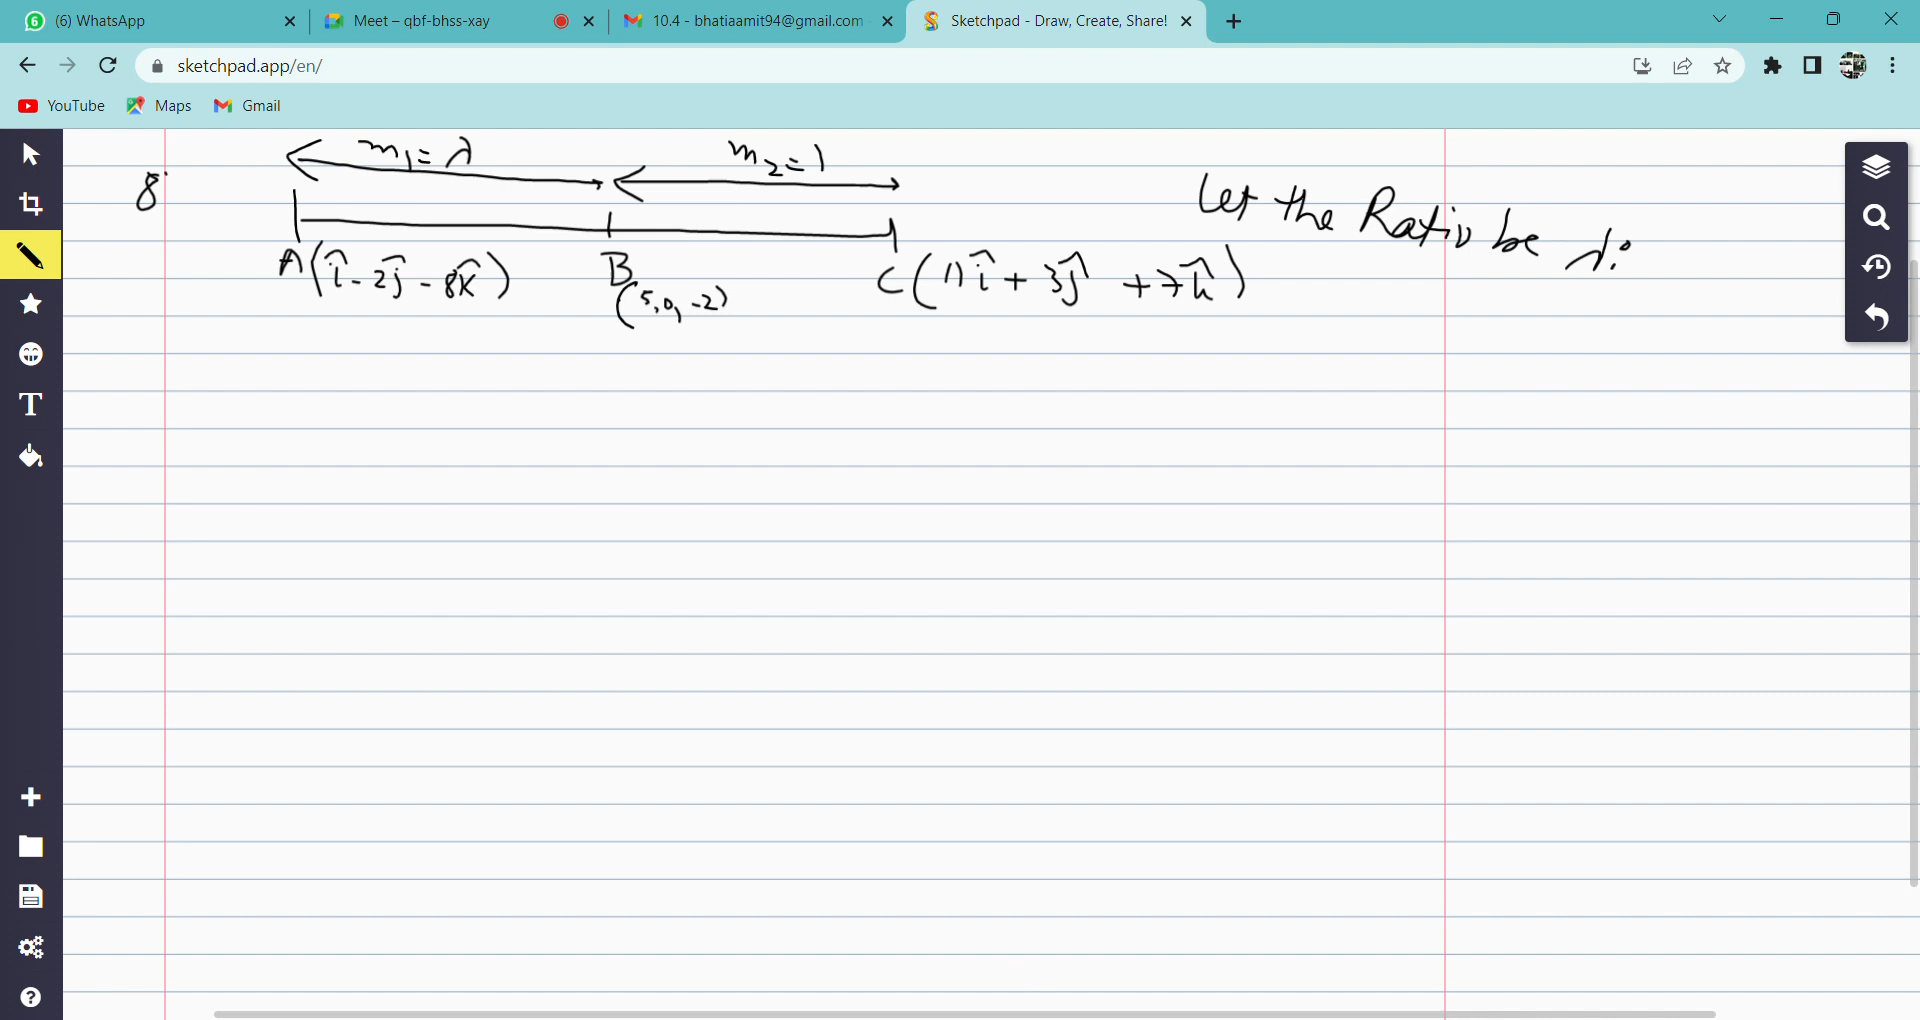 (6) WhatsApp
Meet – qbf-bhss-xay
10.4 - bhatiaamit94@gmail.com -
Sketchpad - Draw, Create, Share!
sketchpad.app/en/
YouTube
Maps
Gmail
m₁ = λ
m₂ = 1
8.
Let the Ratio be λ:
A(î - 2ĵ - 8k̂)
B
(5, 0, -2)
C(11î + 3ĵ + 7k̂)